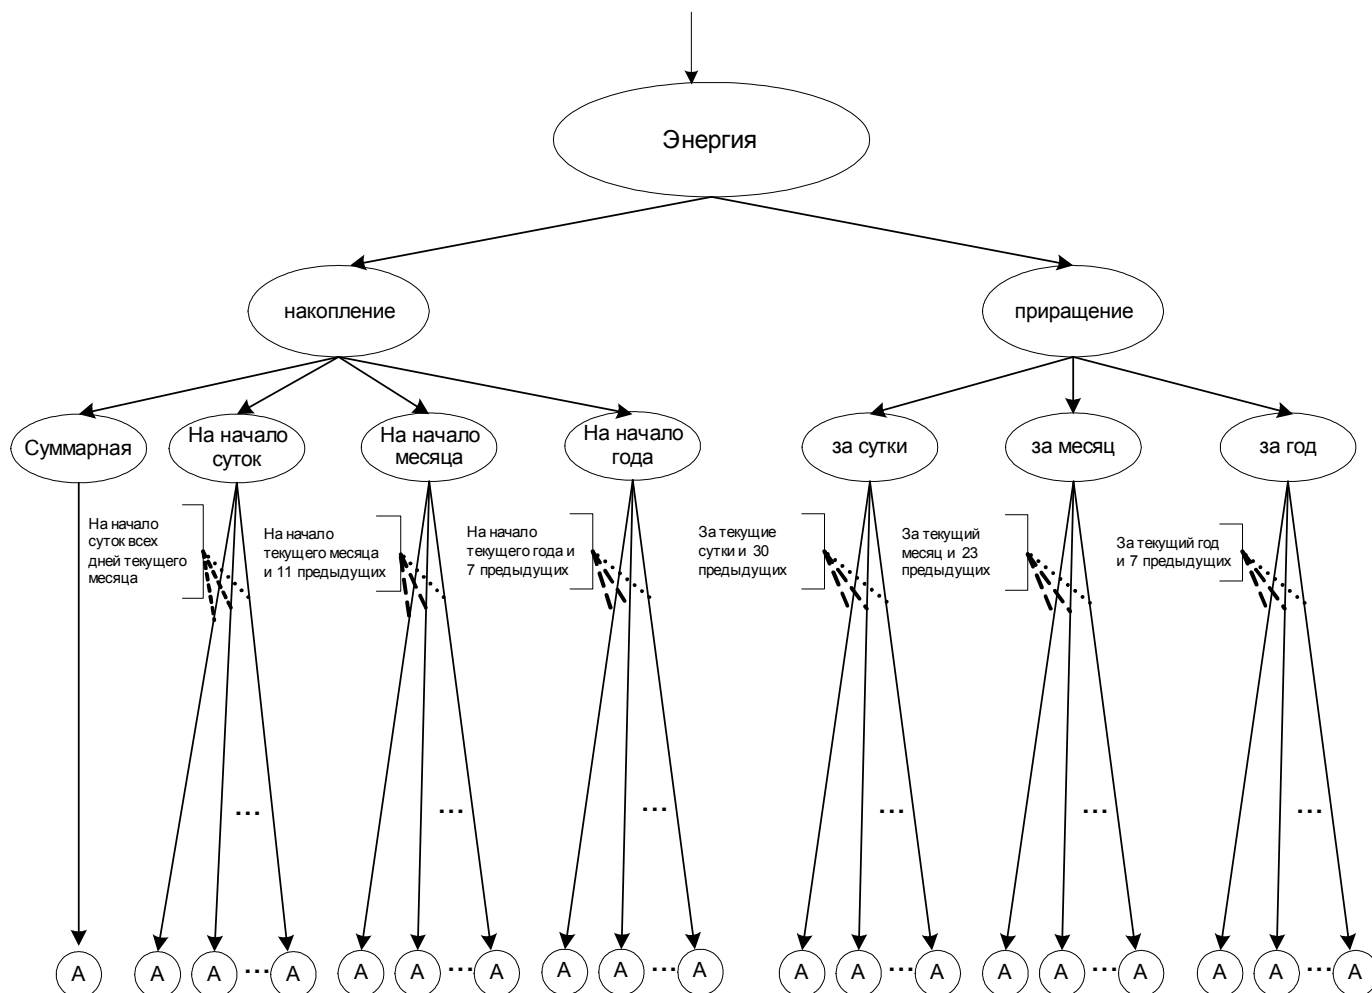 Энергия
накопление
приращение
Суммарная
На начало
суток
На начало
месяца
На начало
года
за сутки
за месяц
за год
На начало
суток всех
дней текущего
месяца
На начало
текущего месяца
и 11 предыдущих
На начало
текущего года и
7 предыдущих
За текущие
сутки и 30
предыдущих
За текущий
месяц и 23
предыдущих
За текущий год
и 7 предыдущих
... ... ... ... ... ...
А А А ... А А А ... А А А ... А А А ... А А А ... А А А ... А